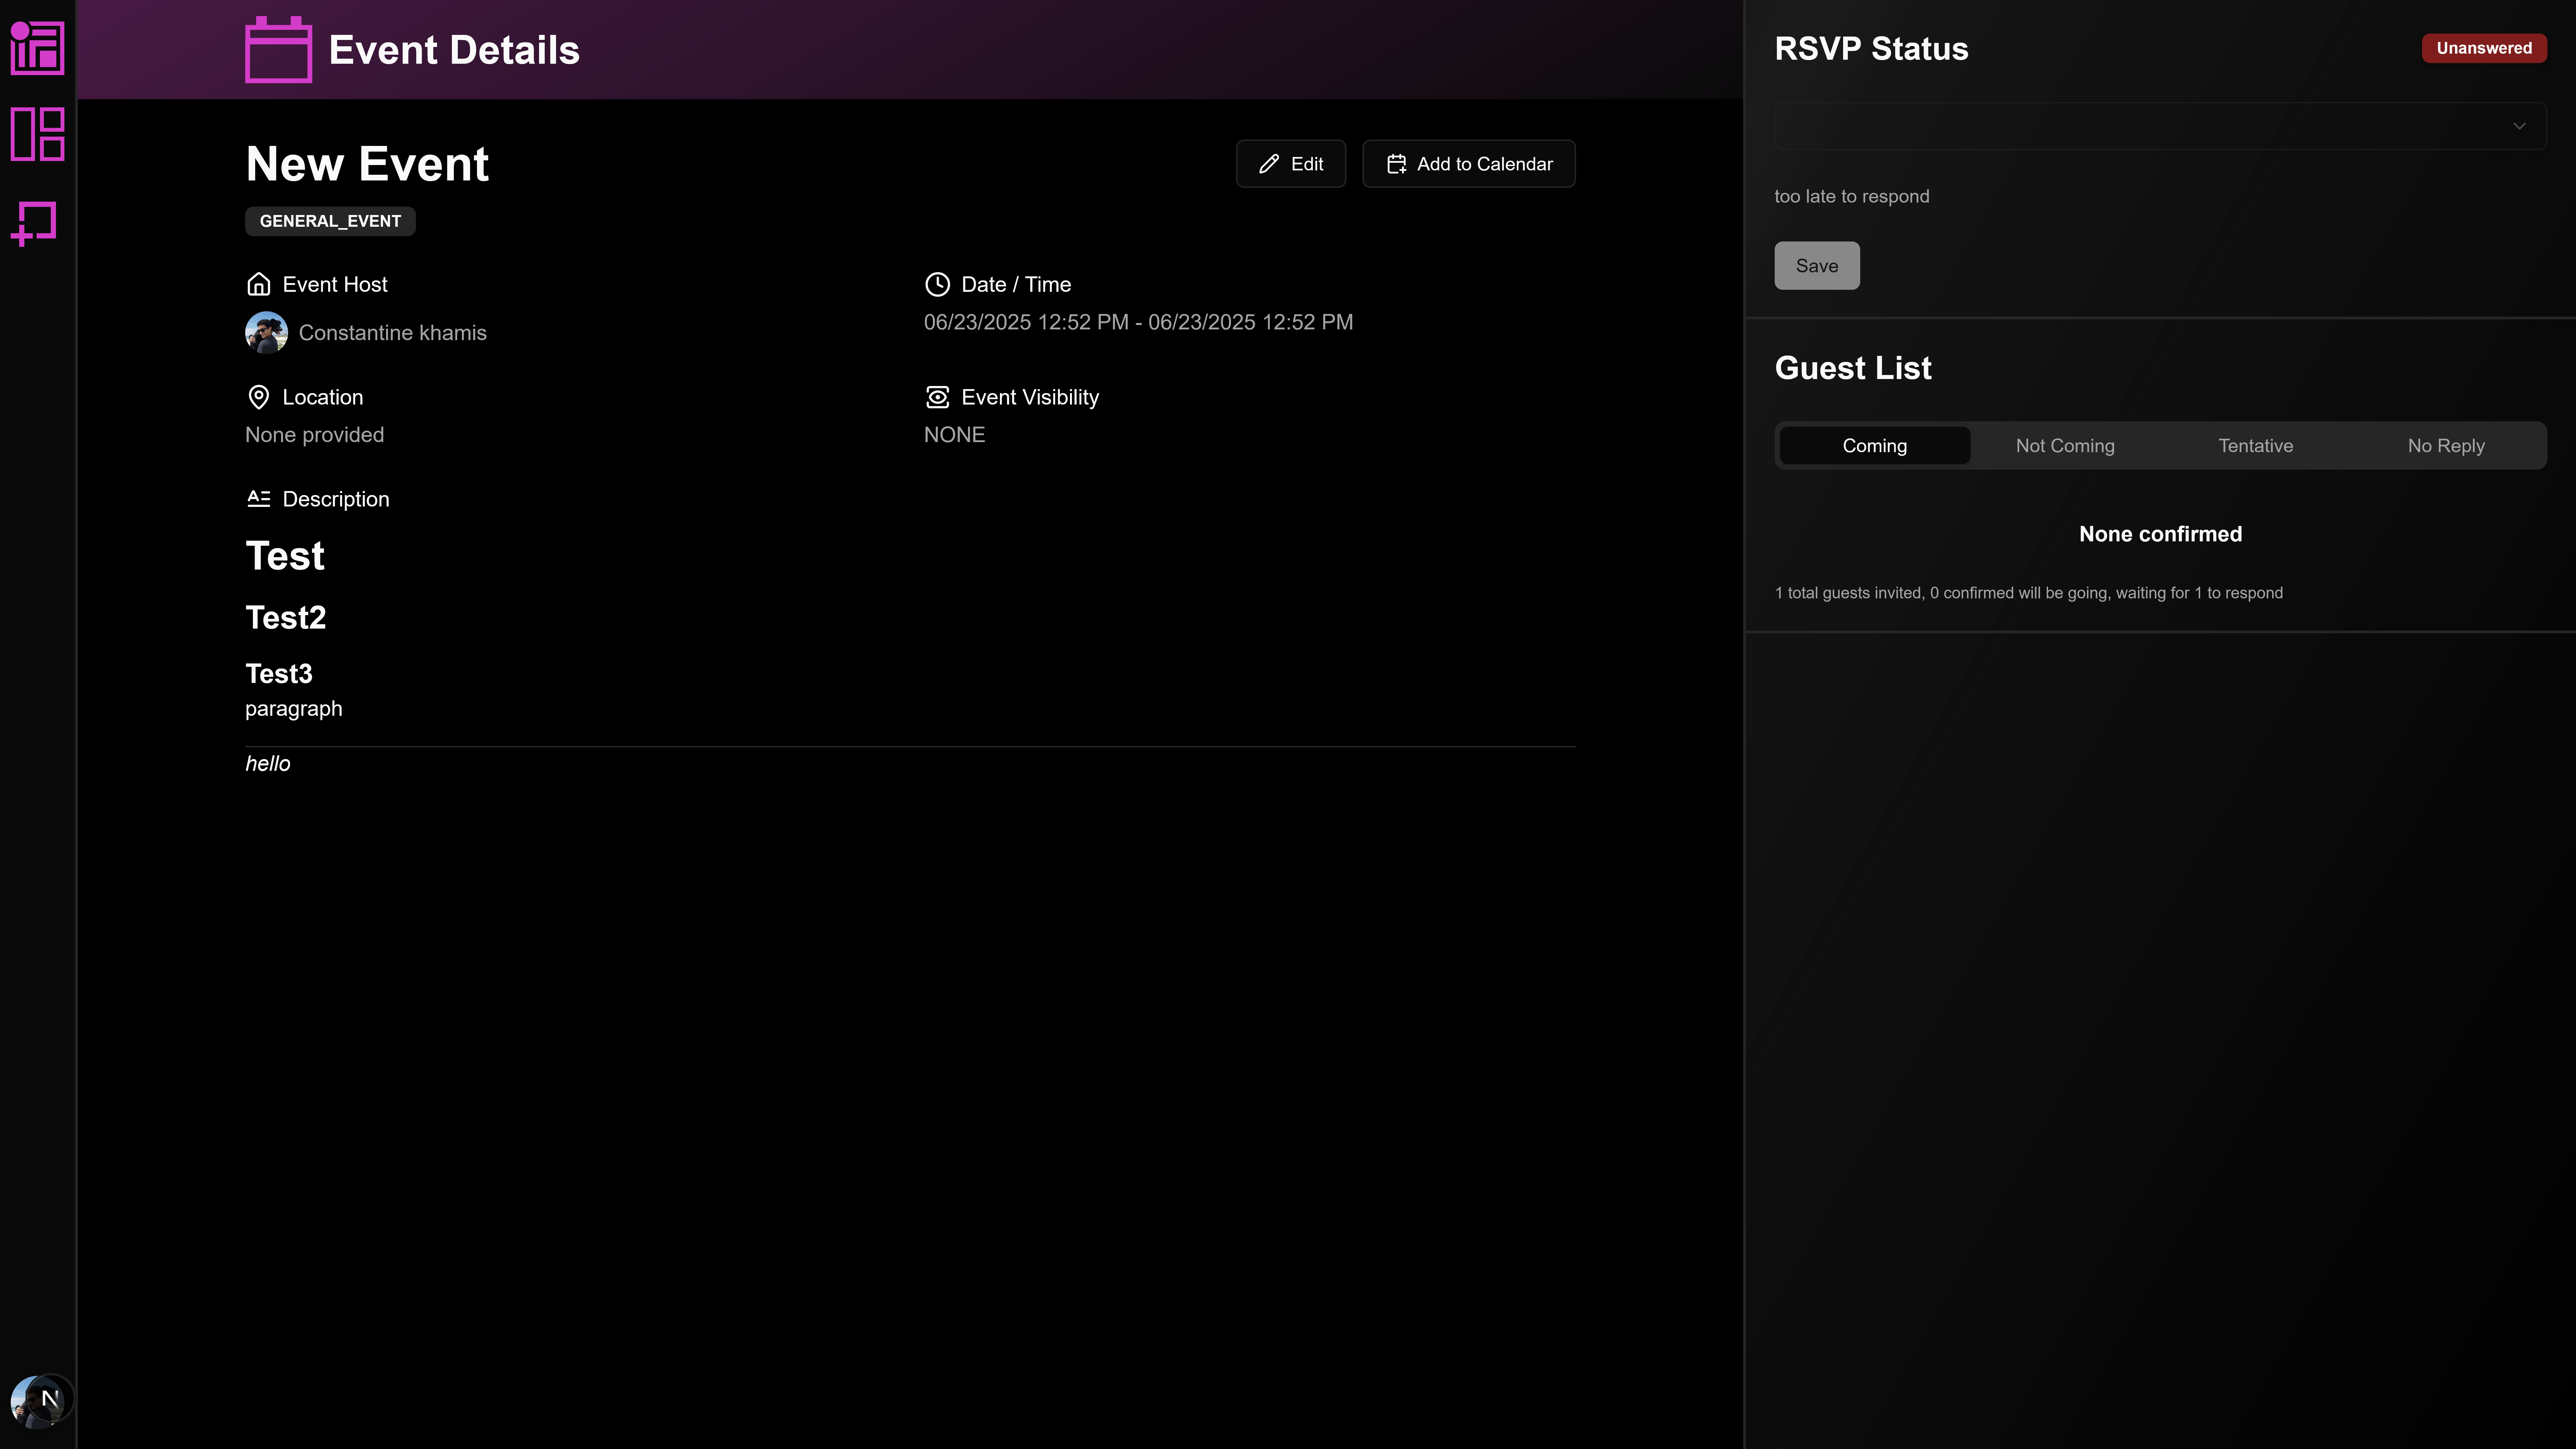 Event Details
New Event
Edit
Add to Calendar
GENERAL_EVENT
Event Host
Constantine khamis
Date / Time
06/23/2025 12:52 PM - 06/23/2025 12:52 PM
Location
None provided
Event Visibility
NONE
Description
Test
Test2
Test3
paragraph
hello
N
RSVP Status
Unanswered
too late to respond
Save
Guest List
Coming
Not Coming
Tentative
No Reply
None confirmed
1 total guests invited, 0 confirmed will be going, waiting for 1 to respond